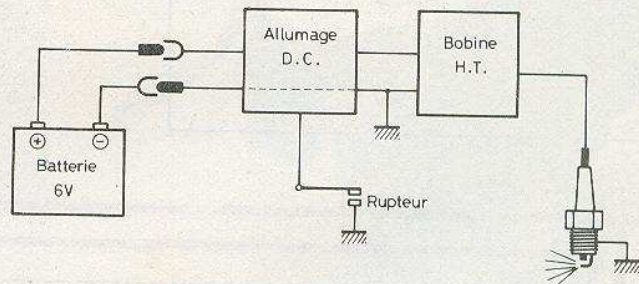 Allumage
D.C.
Bobine
H.T.
+
−
Batterie
6V
Rupteur